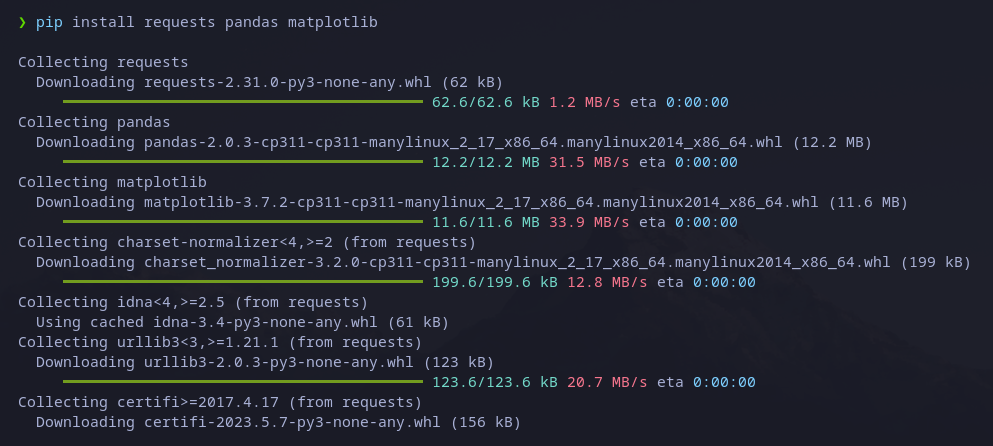 ❯ pip install requests pandas matplotlib
Collecting requests
Downloading requests-2.31.0-py3-none-any.whl (62 kB)
62.6/62.6 kB 1.2 MB/s eta 0:00:00
Collecting pandas
Downloading pandas-2.0.3-cp311-cp311-manylinux_2_17_x86_64.manylinux2014_x86_64.whl (12.2 MB)
12.2/12.2 MB 31.5 MB/s eta 0:00:00
Collecting matplotlib
Downloading matplotlib-3.7.2-cp311-cp311-manylinux_2_17_x86_64.manylinux2014_x86_64.whl (11.6 MB)
11.6/11.6 MB 33.9 MB/s eta 0:00:00
Collecting charset-normalizer<4,>=2 (from requests)
Downloading charset_normalizer-3.2.0-cp311-cp311-manylinux_2_17_x86_64.manylinux2014_x86_64.whl (199 kB)
199.6/199.6 kB 12.8 MB/s eta 0:00:00
Collecting idna<4,>=2.5 (from requests)
Using cached idna-3.4-py3-none-any.whl (61 kB)
Collecting urllib3<3,>=1.21.1 (from requests)
Downloading urllib3-2.0.3-py3-none-any.whl (123 kB)
123.6/123.6 kB 20.7 MB/s eta 0:00:00
Collecting certifi>=2017.4.17 (from requests)
Downloading certifi-2023.5.7-py3-none-any.whl (156 kB)